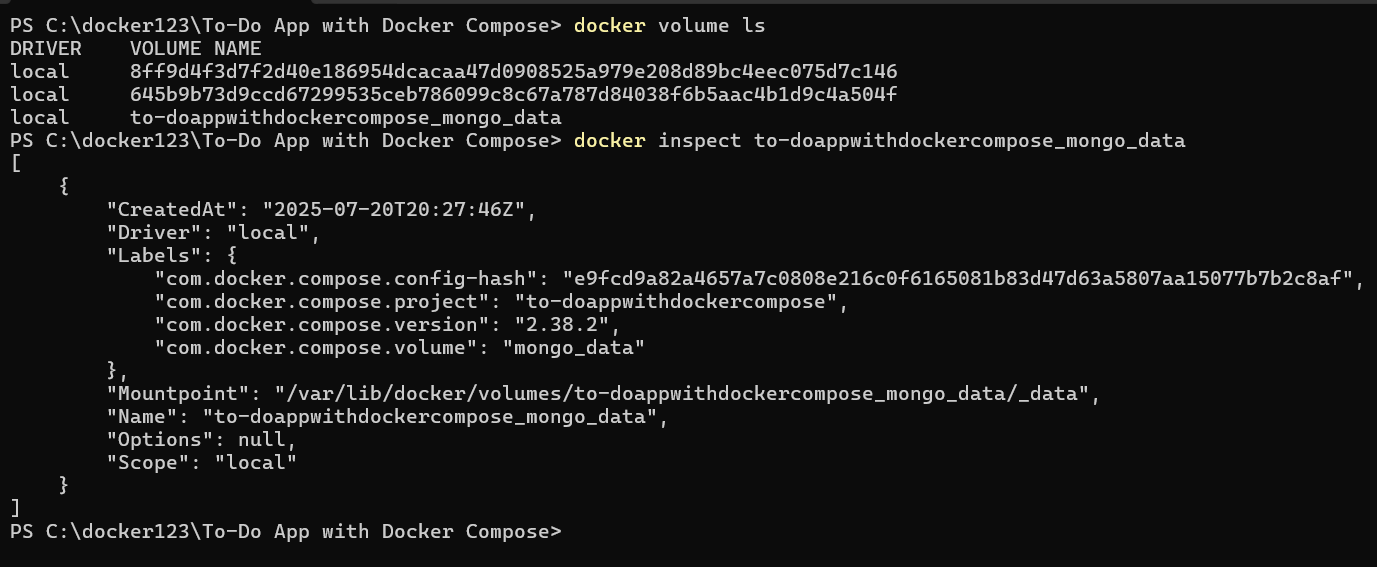 PS C:\docker123\To-Do App with Docker Compose> docker volume ls
DRIVER    VOLUME NAME
local     8ff9d4f3d7f2d40e186954dcacaa47d0908525a979e208d89bc4eec075d7c146
local     645b9b73d9ccd67299535ceb786099c8c67a787d84038f6b5aac4b1d9c4a504f
local     to-doappwithdockercompose_mongo_data
PS C:\docker123\To-Do App with Docker Compose> docker inspect to-doappwithdockercompose_mongo_data
[
    {
        "CreatedAt": "2025-07-20T20:27:46Z",
        "Driver": "local",
        "Labels": {
            "com.docker.compose.config-hash": "e9fcd9a82a4657a7c0808e216c0f6165081b83d47d63a5807aa15077b7b2c8af",
            "com.docker.compose.project": "to-doappwithdockercompose",
            "com.docker.compose.version": "2.38.2",
            "com.docker.compose.volume": "mongo_data"
        },
        "Mountpoint": "/var/lib/docker/volumes/to-doappwithdockercompose_mongo_data/_data",
        "Name": "to-doappwithdockercompose_mongo_data",
        "Options": null,
        "Scope": "local"
    }
]
PS C:\docker123\To-Do App with Docker Compose>